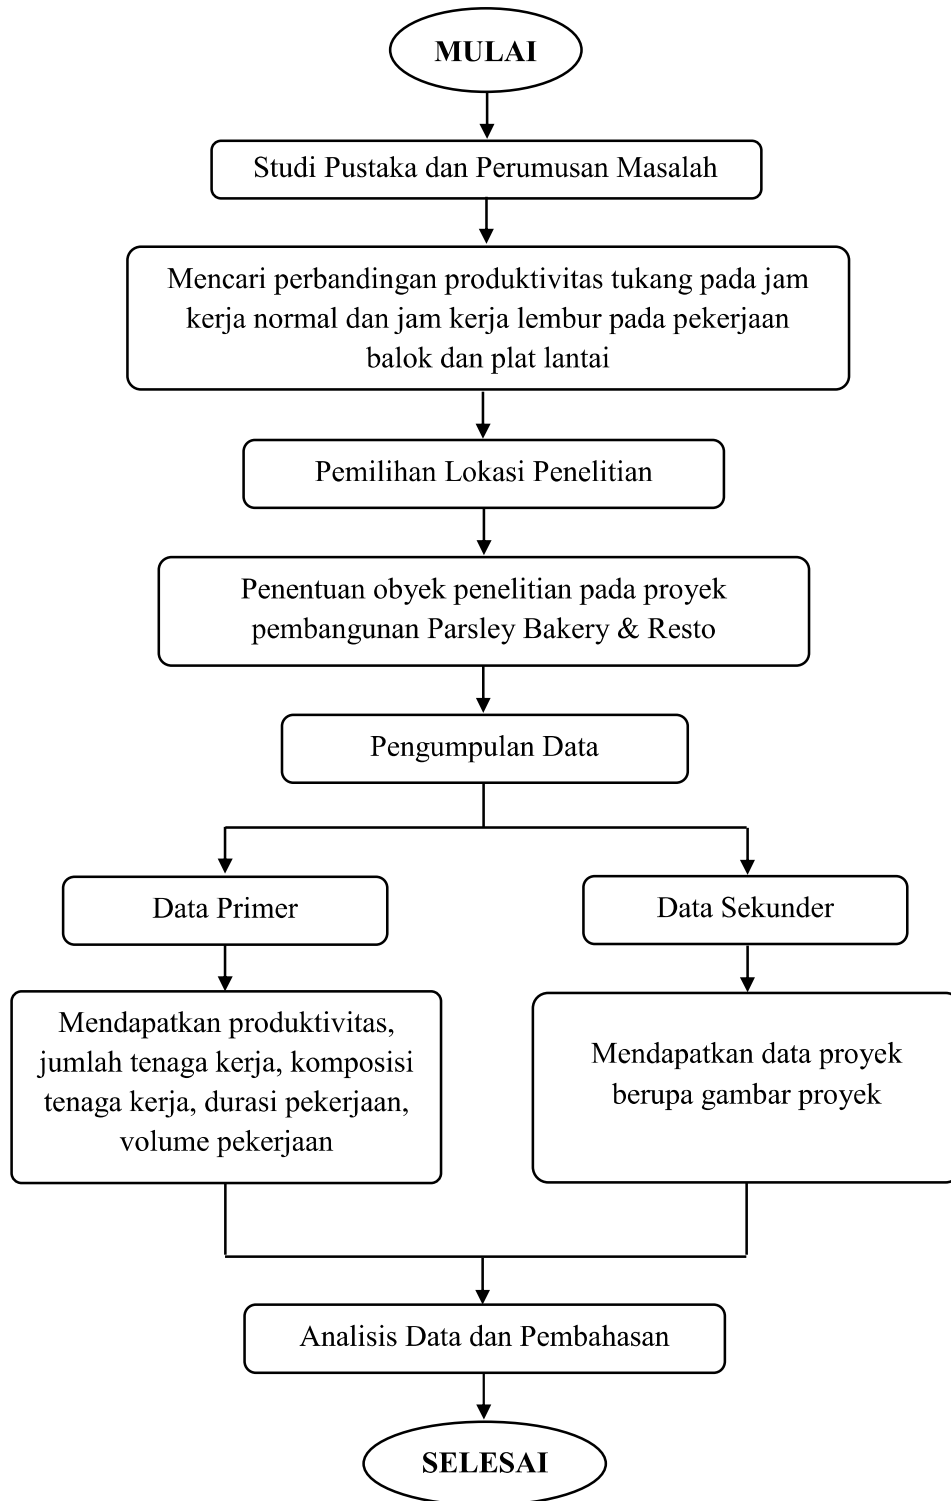 MULAI
Studi Pustaka dan Perumusan Masalah
Mencari perbandingan produktivitas tukang pada jam
kerja normal dan jam kerja lembur pada pekerjaan
balok dan plat lantai
Pemilihan Lokasi Penelitian
Penentuan obyek penelitian pada proyek
pembangunan Parsley Bakery & Resto
Pengumpulan Data
Data Primer
Data Sekunder
Mendapatkan produktivitas,
jumlah tenaga kerja, komposisi
tenaga kerja, durasi pekerjaan,
volume pekerjaan
Mendapatkan data proyek
berupa gambar proyek
Analisis Data dan Pembahasan
SELESAI